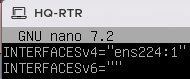 HQ-RTR
GNU nano 7.2
INTERFACESv4="ens224:1"
INTERFACESv6=""